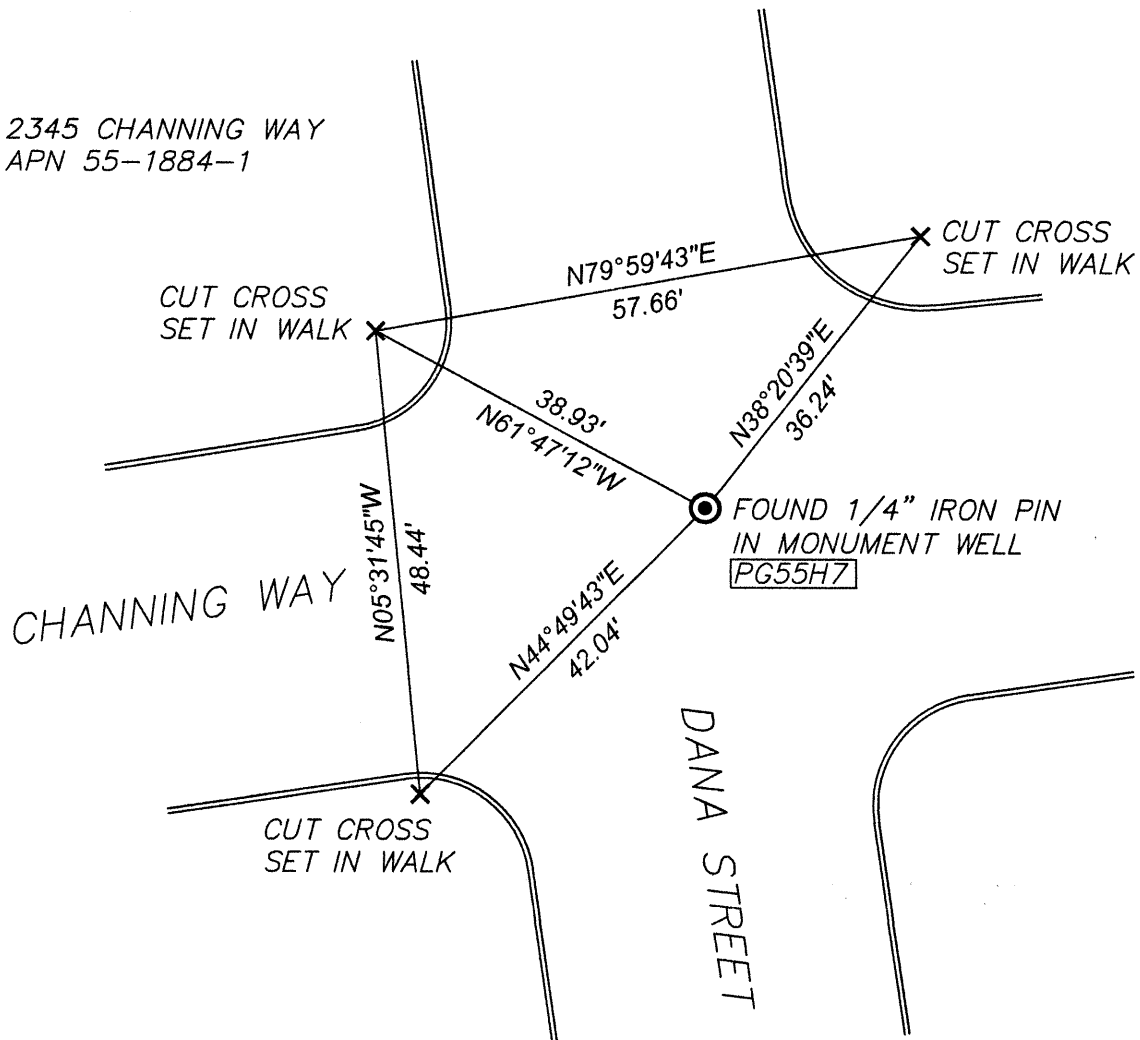 2345 CHANNING WAY
APN 55-1884-1
CUT CROSS
SET IN WALK
N79°59'43"E
57.66'
CUT CROSS
SET IN WALK
38.93'
N61°47'12"W
N38°20'39"E
36.24'
N05°31'45"W
48.44'
FOUND 1/4" IRON PIN
IN MONUMENT WELL
PG55H7
CHANNING WAY
N44°49'43"E
42.04'
CUT CROSS
SET IN WALK
DANA STREET